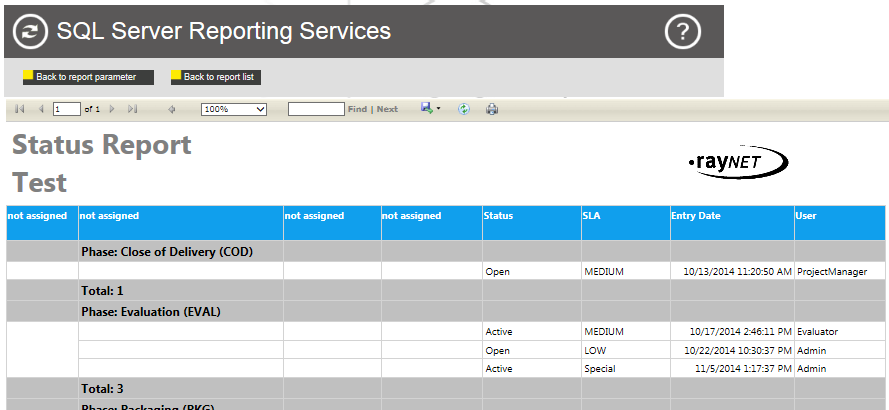 SQL Server Reporting Services ?
Back to report parameter Back to report list
1 of 1 100% Find | Next
Status Report
Test
•rayNET
not assigned not assigned not assigned not assigned Status SLA Entry Date User
Phase: Close of Delivery (COD)
Open MEDIUM 10/13/2014 11:20:50 AM ProjectManager
Total: 1
Phase: Evaluation (EVAL)
Active MEDIUM 10/17/2014 2:46:11 PM Evaluator
Open LOW 10/22/2014 10:30:37 PM Admin
Active Special 11/5/2014 1:17:37 PM Admin
Total: 3
Phase: Packaging (PKG)